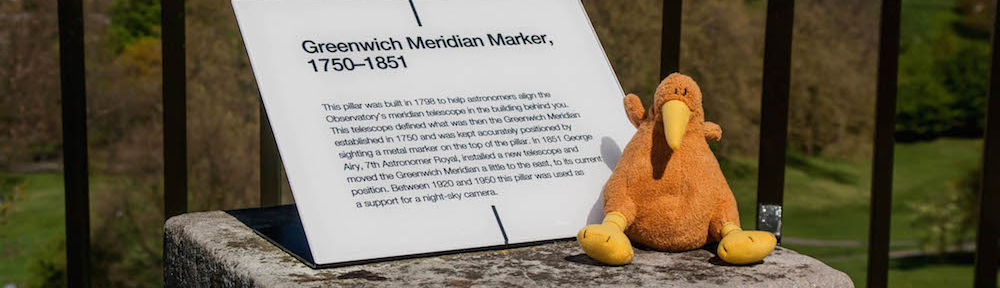 Greenwich Meridian Marker,
1750–1851
This pillar was built in 1798 to help astronomers align the
Observatory's meridian telescope in the building behind you.
This telescope defined what was then the Greenwich Meridian
established in 1750 and was kept accurately positioned by
sighting a metal marker on the top of the pillar. In 1851 George
Airy, 7th Astronomer Royal, installed a new telescope and
moved the Greenwich Meridian a little to the east, to its current
position. Between 1920 and 1950 this pillar was used as
a support for a night-sky camera.